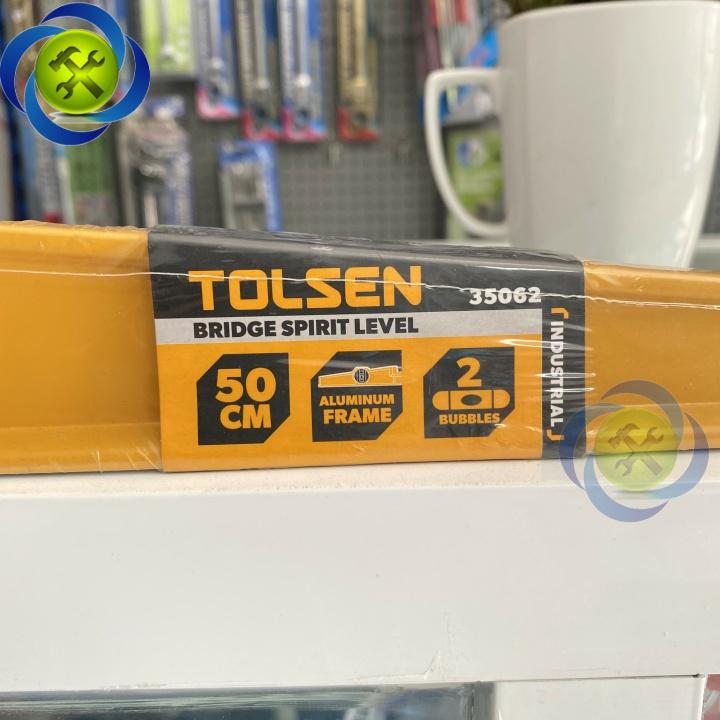 TOLSEN
35062
BRIDGE SPIRIT LEVEL
50
CM
ALUMINUM
FRAME
2
BUBBLES
INDUSTRIAL